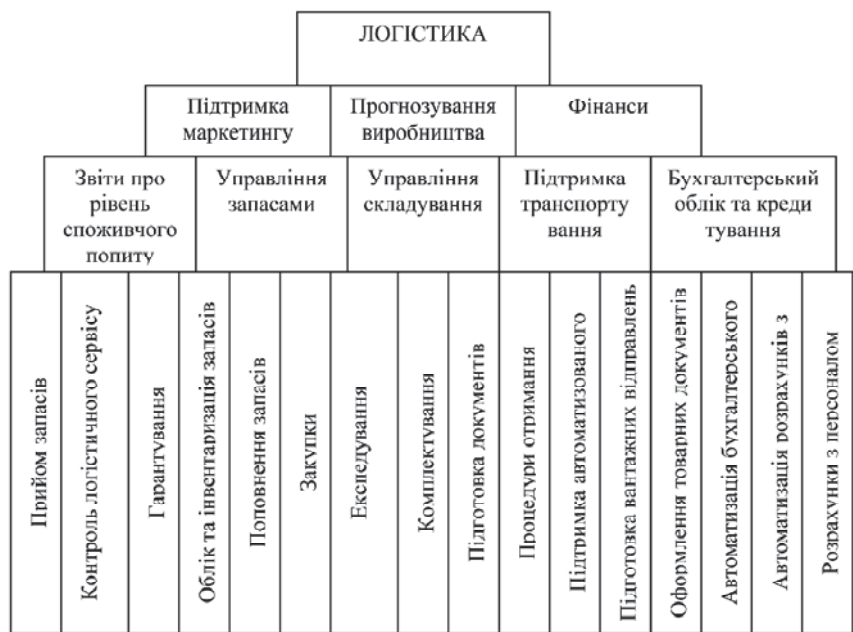 ЛОГІСТИКА
Підтримка
маркетингу
Прогнозування
виробництва
Фінанси
Звіти про
рівень
споживчого
попиту
Управління
запасами
Управління
складування
Підтримка
транспорту
вання
Бухгалтерський
облік та креди
тування
Прийом запасів
Контроль логістичного сервісу
Гарантування
Облік та інвентаризація запасів
Поповнення запасів
Закупки
Експедування
Комплектування
Підготовка документів
Процедури отримання
Підтримка автоматизованого
Підготовка вантажних відправлень
Оформлення товарних документів
Автоматизація бухгалтерського
Автоматизація розрахунків з
Розрахунки з персоналом